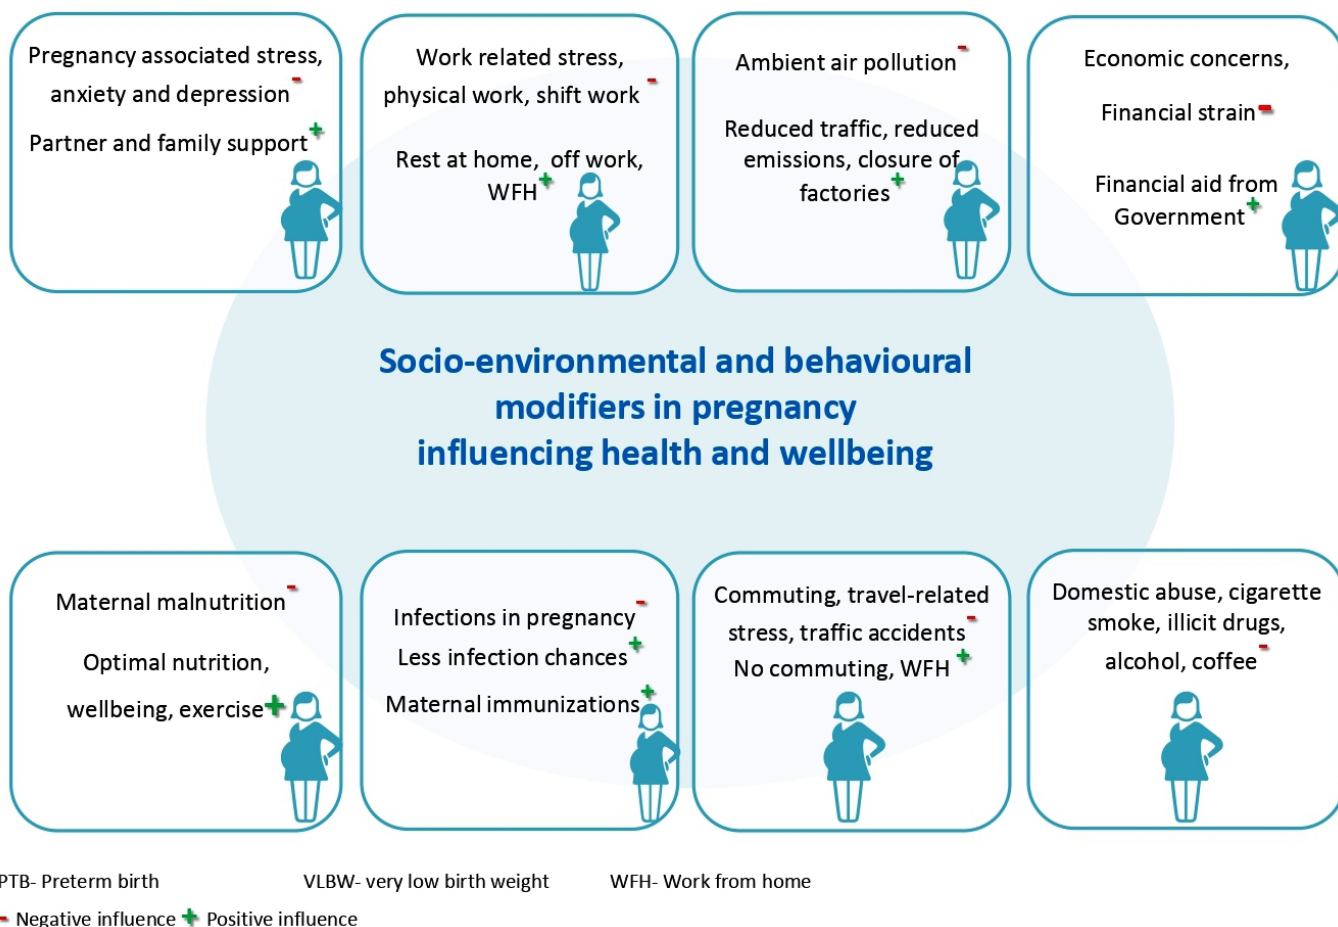 Pregnancy associated stress,
anxiety and depression -
Partner and family support +
Work related stress,
physical work, shift work -
Rest at home, off work,
WFH +
Ambient air pollution -
Reduced traffic, reduced
emissions, closure of
factories +
Economic concerns,
Financial strain -
Financial aid from
Government +
Socio-environmental and behavioural
modifiers in pregnancy
influencing health and wellbeing
Maternal malnutrition -
Optimal nutrition,
wellbeing, exercise +
Infections in pregnancy -
Less infection chances +
Maternal immunizations +
Commuting, travel-related
stress, traffic accidents -
No commuting, WFH +
Domestic abuse, cigarette
smoke, illicit drugs,
alcohol, coffee -
PTB- Preterm birth VLBW- very low birth weight WFH- Work from home
- Negative influence + Positive influence